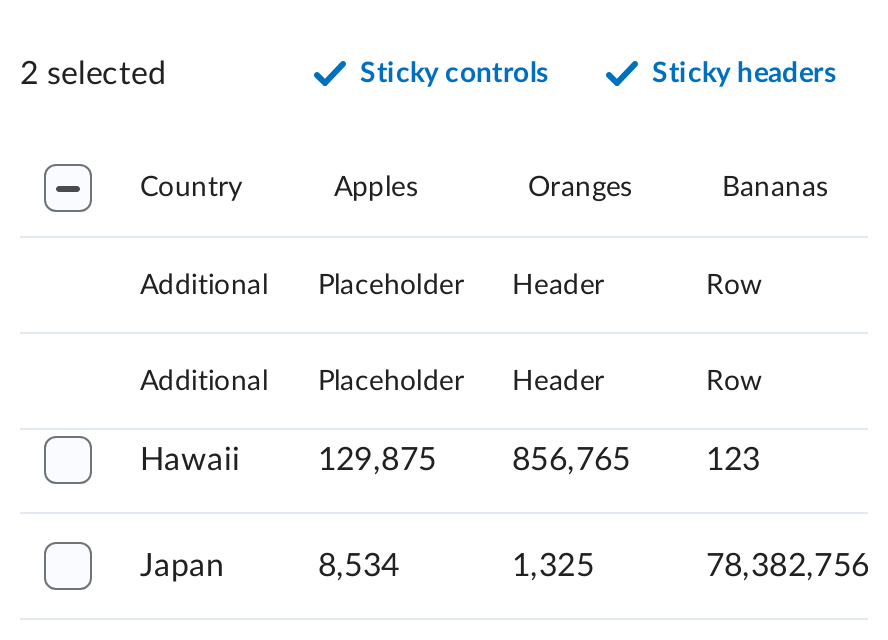 2 selected Sticky controls Sticky headers
Country Apples Oranges Bananas
Additional Placeholder Header Row
Additional Placeholder Header Row
Hawaii 129,875 856,765 123
Japan 8,534 1,325 78,382,756